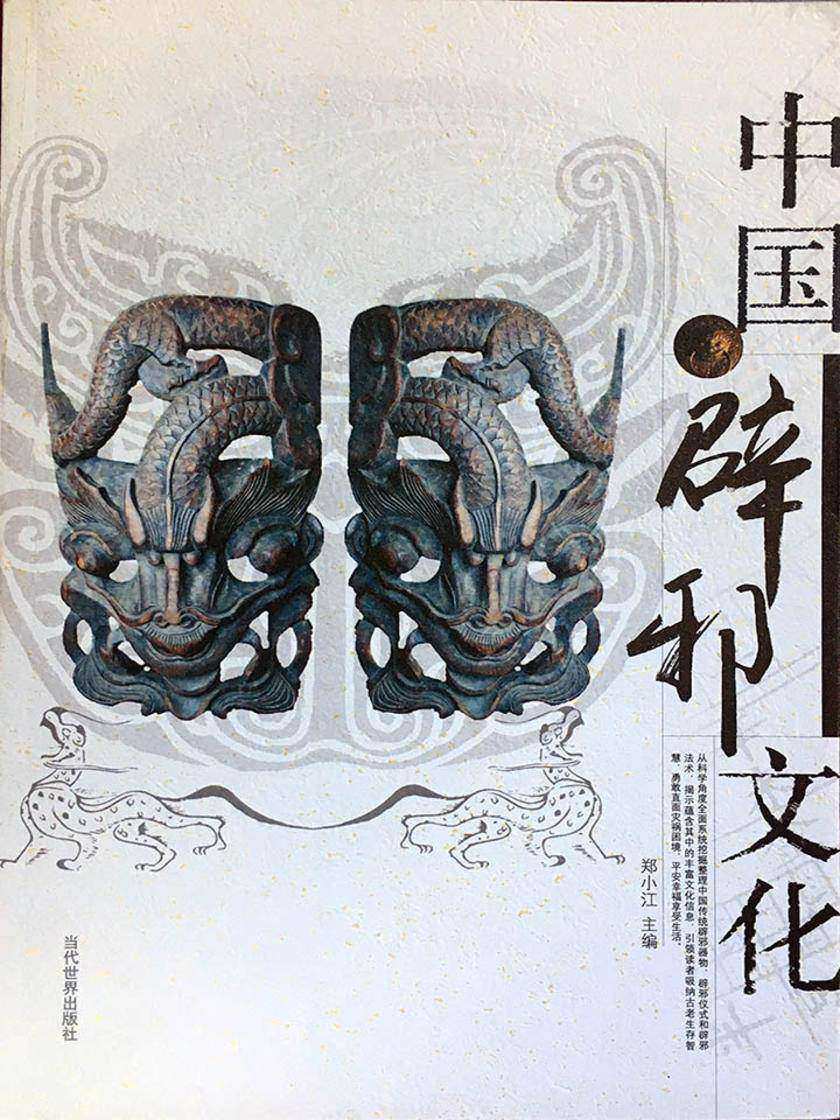 中国辟邪文化
从科学角度全面系统挖掘整理中国传统辟邪器物、辟邪仪式和辟邪
法术，揭示蕴含其中的丰富文化信息，引领读者吸纳古老生存智
慧，勇敢直面灾祸困境，平安幸福享受生活。
郑小江 主编
当代世界出版社